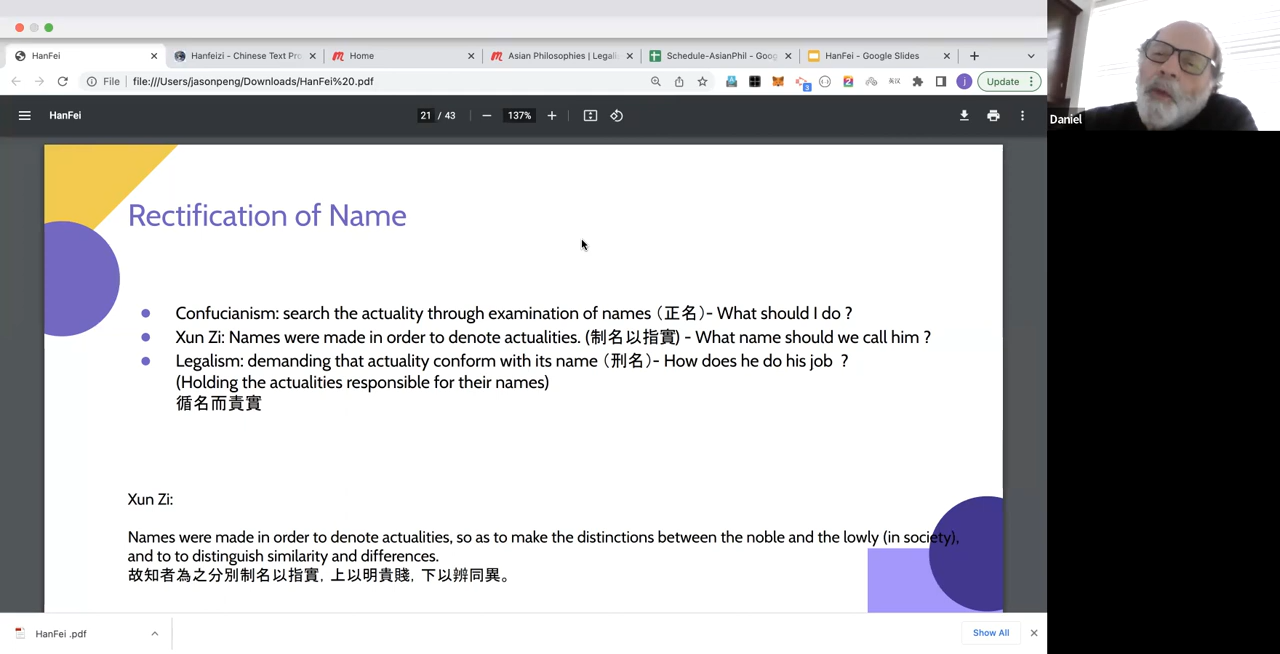 HanFei
Hanfeizi - Chinese Text Pro
Home
Asian Philosophies | Legali
Schedule-AsianPhil - Goog
HanFei - Google Slides
File
file:///Users/jasonpeng/Downloads/HanFei%20.pdf
3
j
Update
HanFei
21 / 43
137%
Daniel
Rectification of Name
Confucianism: search the actuality through examination of names (正名)- What should I do ?
Xun Zi: Names were made in order to denote actualities. (制名以指實) - What name should we call him ?
Legalism: demanding that actuality conform with its name (刑名)- How does he do his job ?
(Holding the actualities responsible for their names)
循名而責實
Xun Zi:
Names were made in order to denote actualities, so as to make the distinctions between the noble and the lowly (in society),
and to to distinguish similarity and differences.
故知者為之分別制名以指實, 上以明貴賤, 下以辨同異。
HanFei .pdf
Show All